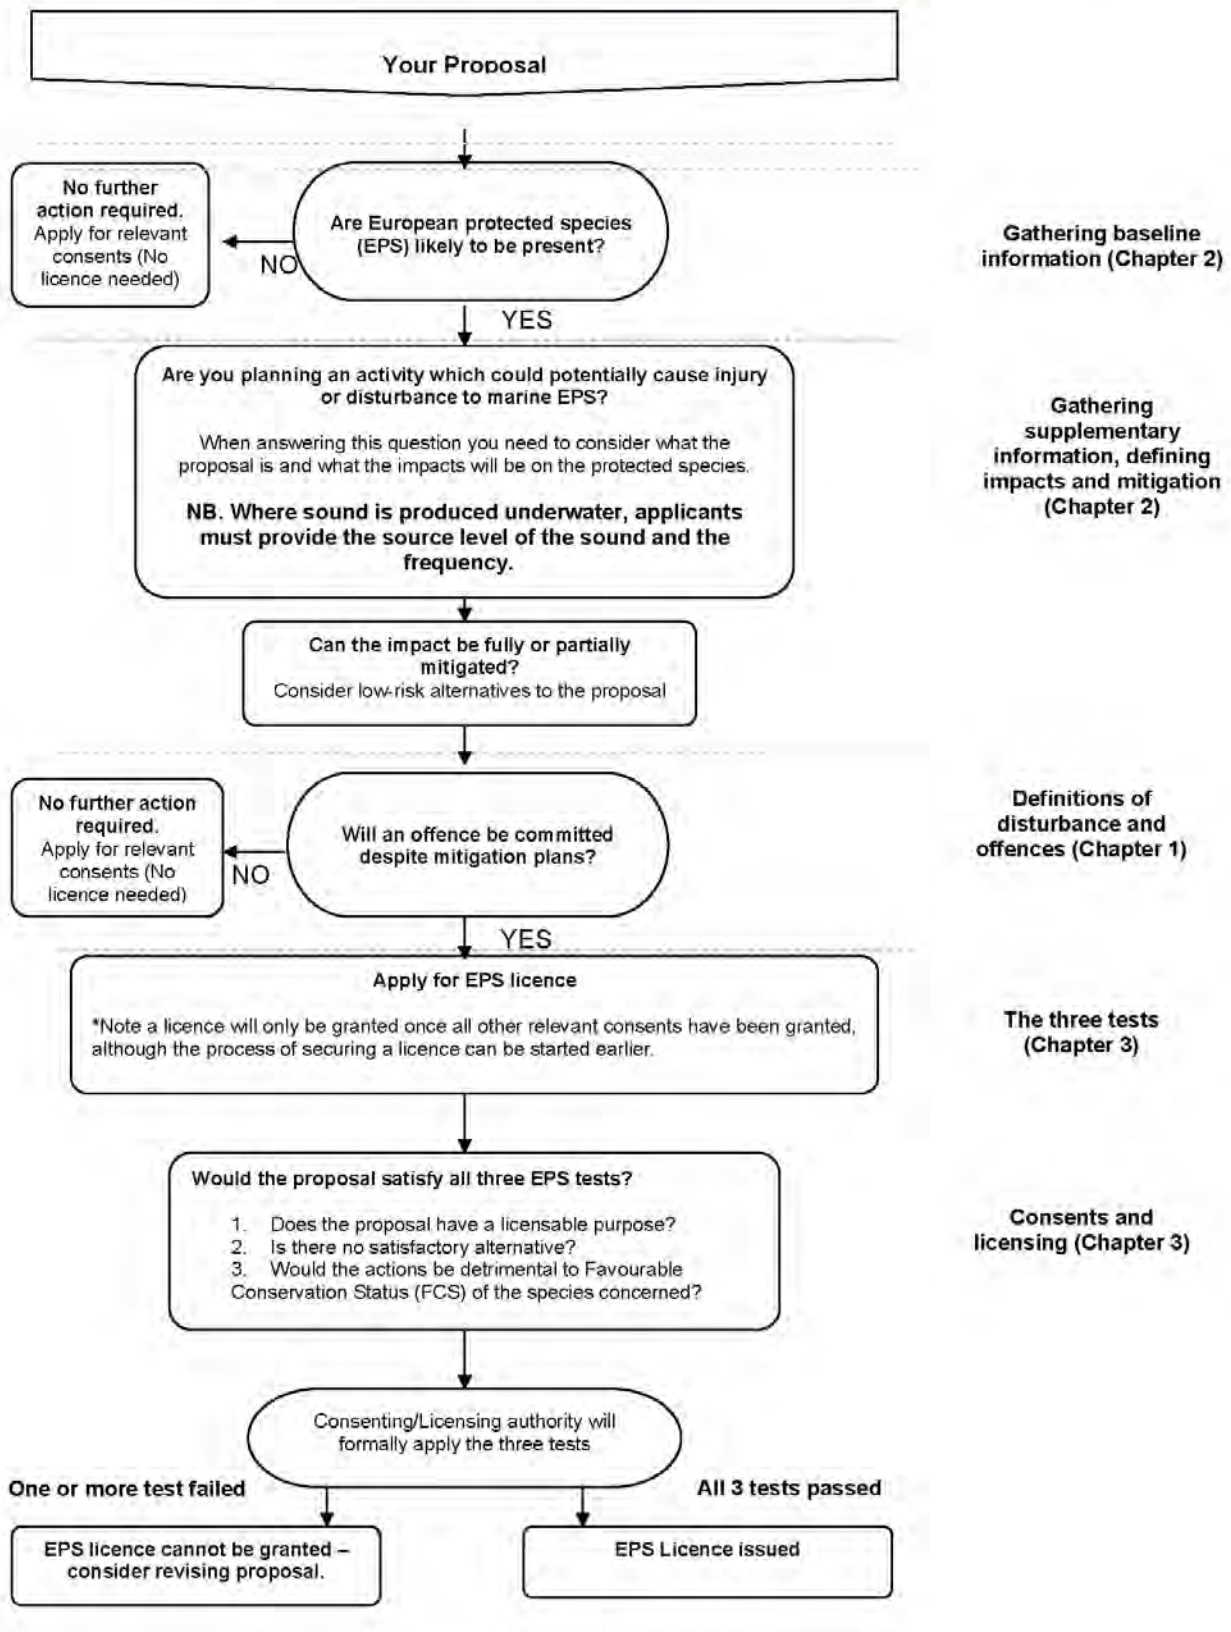 Your Proposal
No further
action required.
Apply for relevant
consents (No
licence needed)
Are European protected species
(EPS) likely to be present?
NO
Gathering baseline
information (Chapter 2)
YES
Are you planning an activity which could potentially cause injury
or disturbance to marine EPS?
When answering this question you need to consider what the
proposal is and what the impacts will be on the protected species.
NB. Where sound is produced underwater, applicants
must provide the source level of the sound and the
frequency.
Gathering
supplementary
information, defining
impacts and mitigation
(Chapter 2)
Can the impact be fully or partially
mitigated?
Consider low-risk alternatives to the proposal
No further action
required.
Apply for relevant
consents (No
licence needed)
NO
Will an offence be committed
despite mitigation plans?
Definitions of
disturbance and
offences (Chapter 1)
YES
Apply for EPS licence
*Note a licence will only be granted once all other relevant consents have been granted,
although the process of securing a licence can be started earlier.
The three tests
(Chapter 3)
Would the proposal satisfy all three EPS tests?
1. Does the proposal have a licensable purpose?
2. Is there no satisfactory alternative?
3. Would the actions be detrimental to Favourable
Conservation Status (FCS) of the species concerned?
Consents and
licensing (Chapter 3)
Consenting/Licensing authority will
formally apply the three tests
One or more test failed
All 3 tests passed
EPS licence cannot be granted –
consider revising proposal.
EPS Licence issued